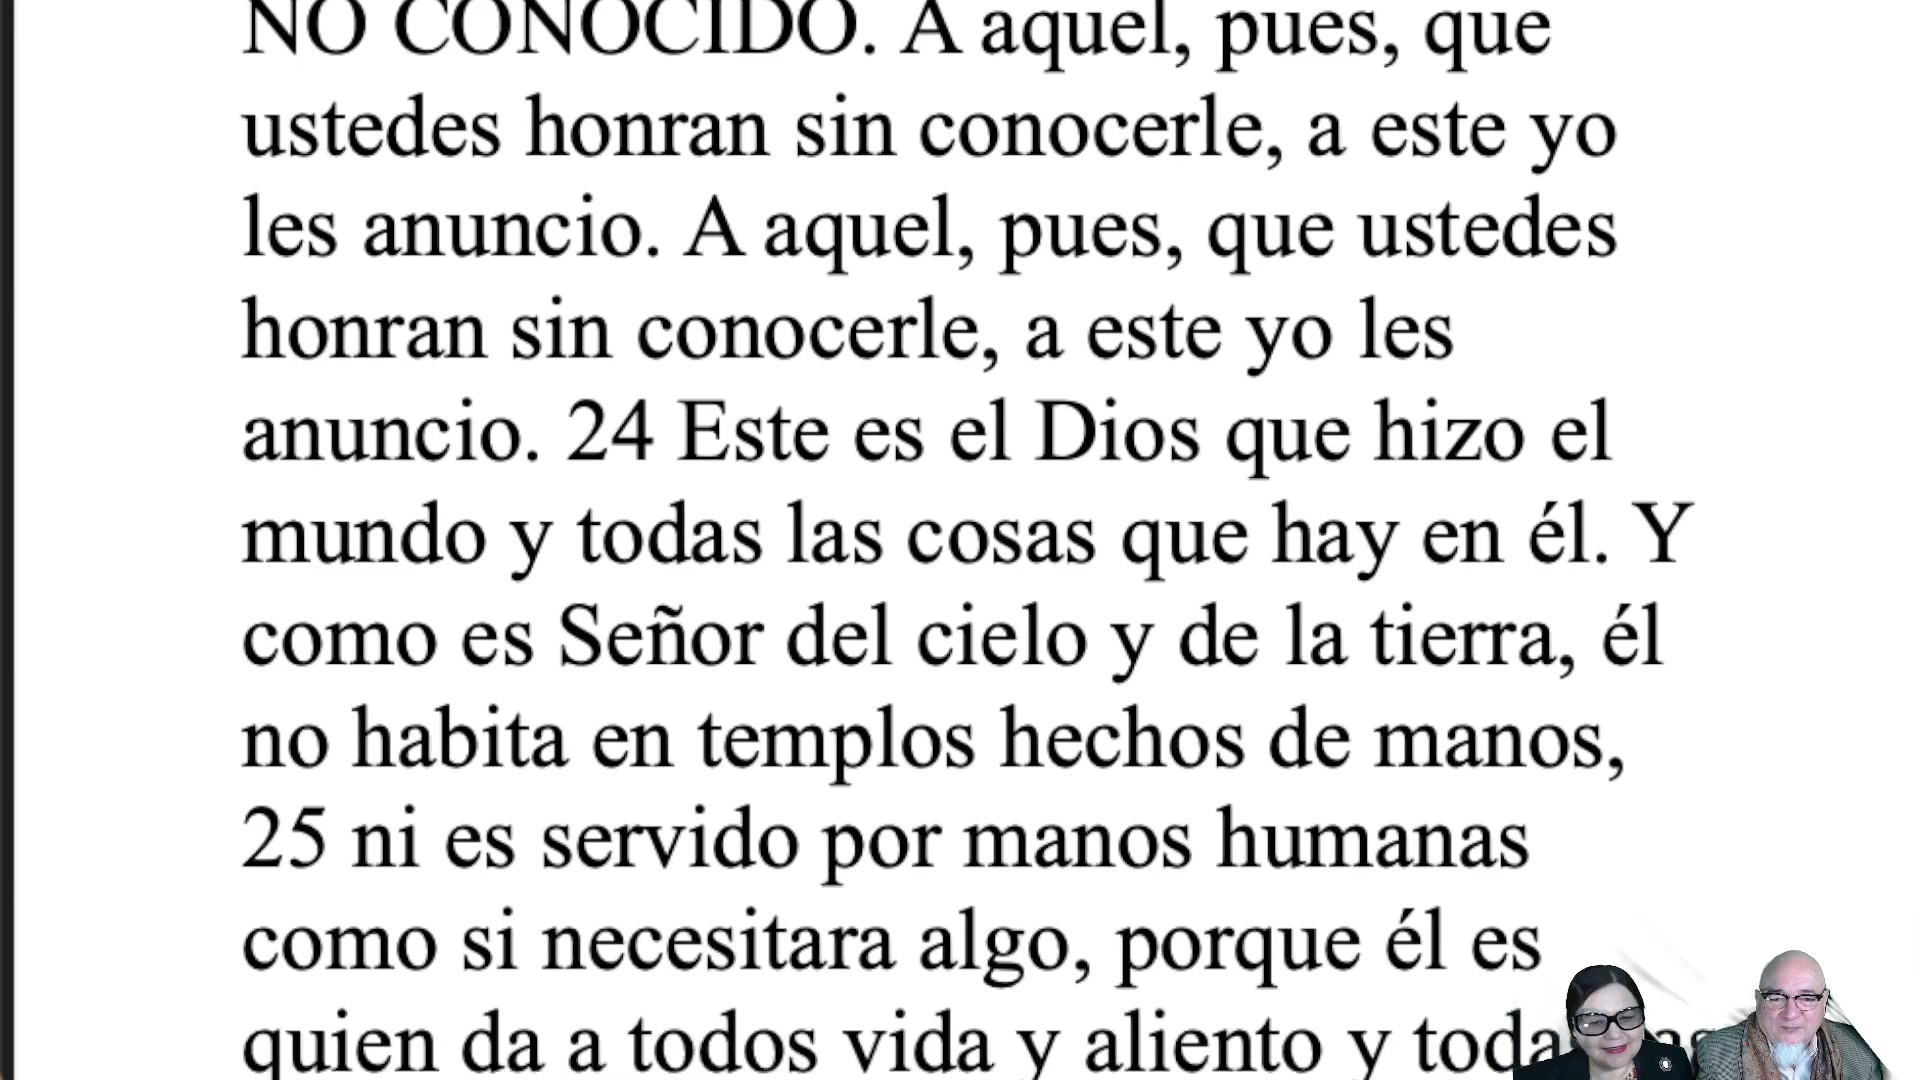 NO CONOCIDO. A aquel, pues, que
ustedes honran sin conocerle, a este yo
les anuncio. A aquel, pues, que ustedes
honran sin conocerle, a este yo les
anuncio. 24 Este es el Dios que hizo el
mundo y todas las cosas que hay en él. Y
como es Señor del cielo y de la tierra, él
no habita en templos hechos de manos,
25 ni es servido por manos humanas
como si necesitara algo, porque él es
quien da a todos vida y aliento y